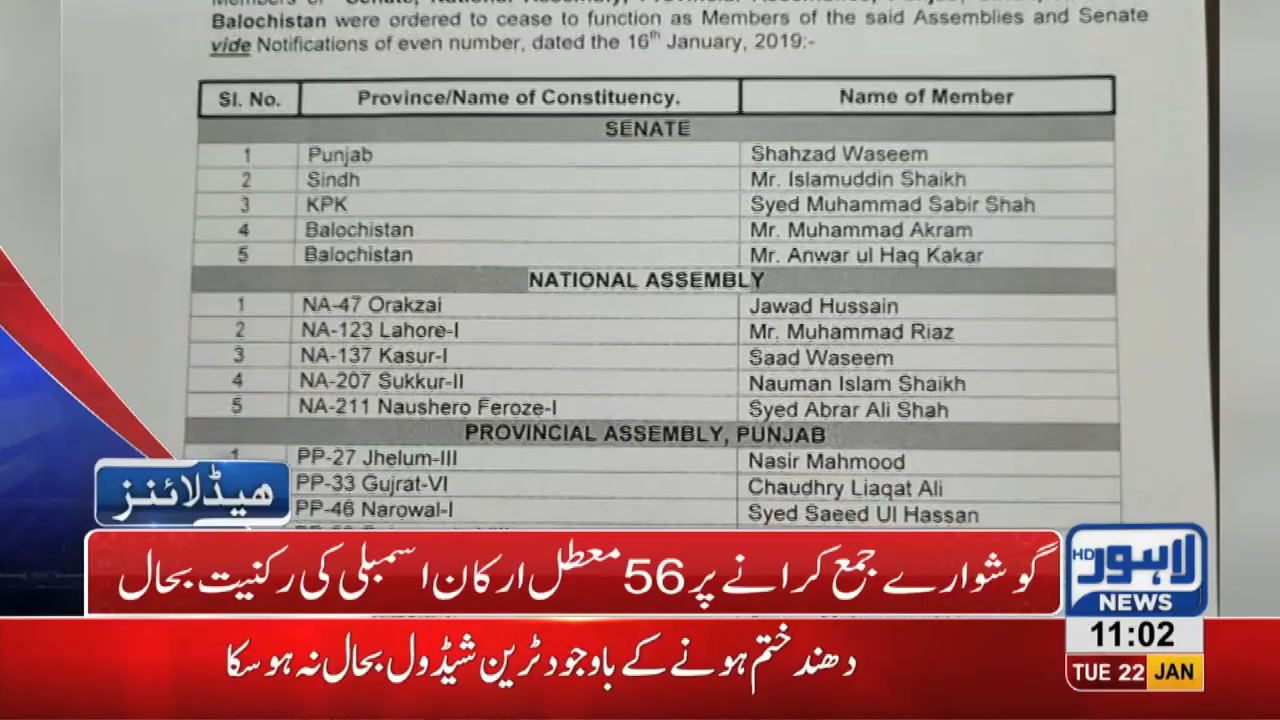 Balochistan were ordered to cease to function as Members of the said Assemblies and Senate
vide Notifications of even number, dated the 16th January, 2019:-
Sl. No. Province/Name of Constituency. Name of Member
SENATE
1 Punjab Shahzad Waseem
2 Sindh Mr. Islamuddin Shaikh
3 KPK Syed Muhammad Sabir Shah
4 Balochistan Mr. Muhammad Akram
5 Balochistan Mr. Anwar ul Haq Kakar
NATIONAL ASSEMBLY
1 NA-47 Orakzai Jawad Hussain
2 NA-123 Lahore-I Mr. Muhammad Riaz
3 NA-137 Kasur-I Saad Waseem
4 NA-207 Sukkur-II Nauman Islam Shaikh
5 NA-211 Naushero Feroze-I Syed Abrar Ali Shah
PROVINCIAL ASSEMBLY, PUNJAB
1 PP-27 Jhelum-III Nasir Mahmood
PP-33 Gujrat-VI Chaudhry Liaqat Ali
PP-46 Narowal-I Syed Saeed Ul Hassan
ھیڈلائنز
گوشوارے جمع کرانے پر 56 معطل ارکان اسمبلی کی رکنیت بحال
HD لاہور
NEWS
11:02
دھند ختم ہونے کے باوجود ٹرین شیڈول بحال نہ ہو سکا
TUE 22 JAN